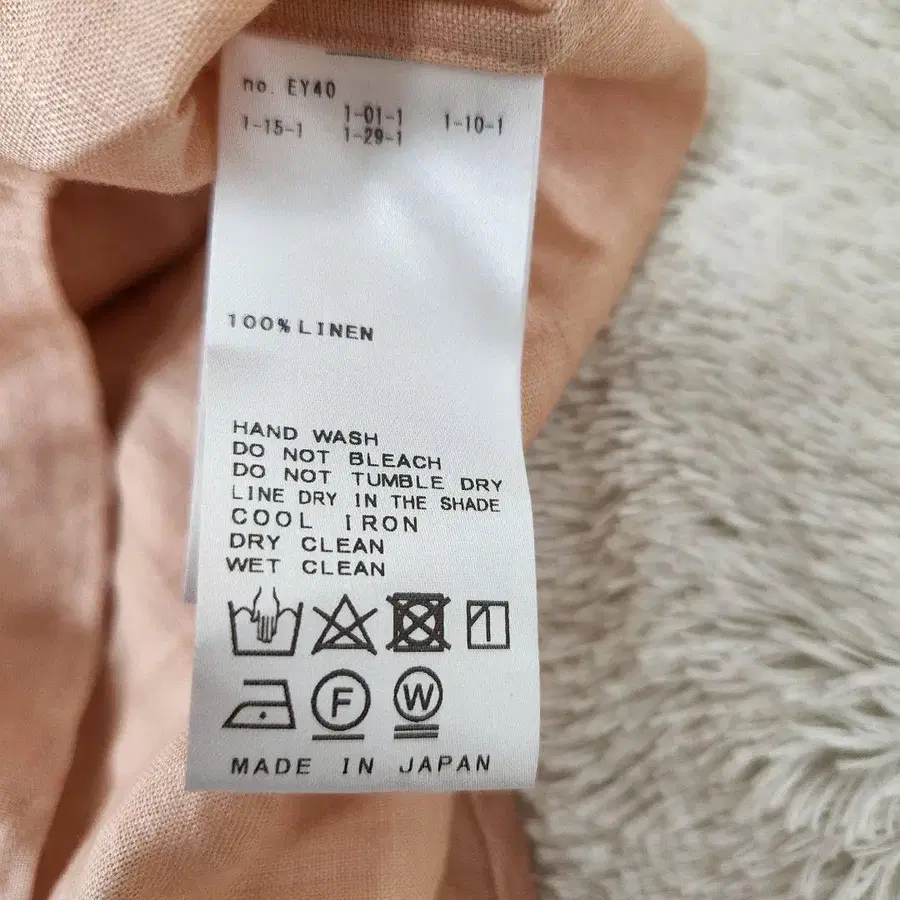 no. EY40
1-01-1 1-10-1
1-15-1 1-29-1
100%LINEN
HAND WASH
DO NOT BLEACH
DO NOT TUMBLE DRY
LINE DRY IN THE SHADE
COOL IRON
DRY CLEAN
WET CLEAN
F
W
MADE IN JAPAN